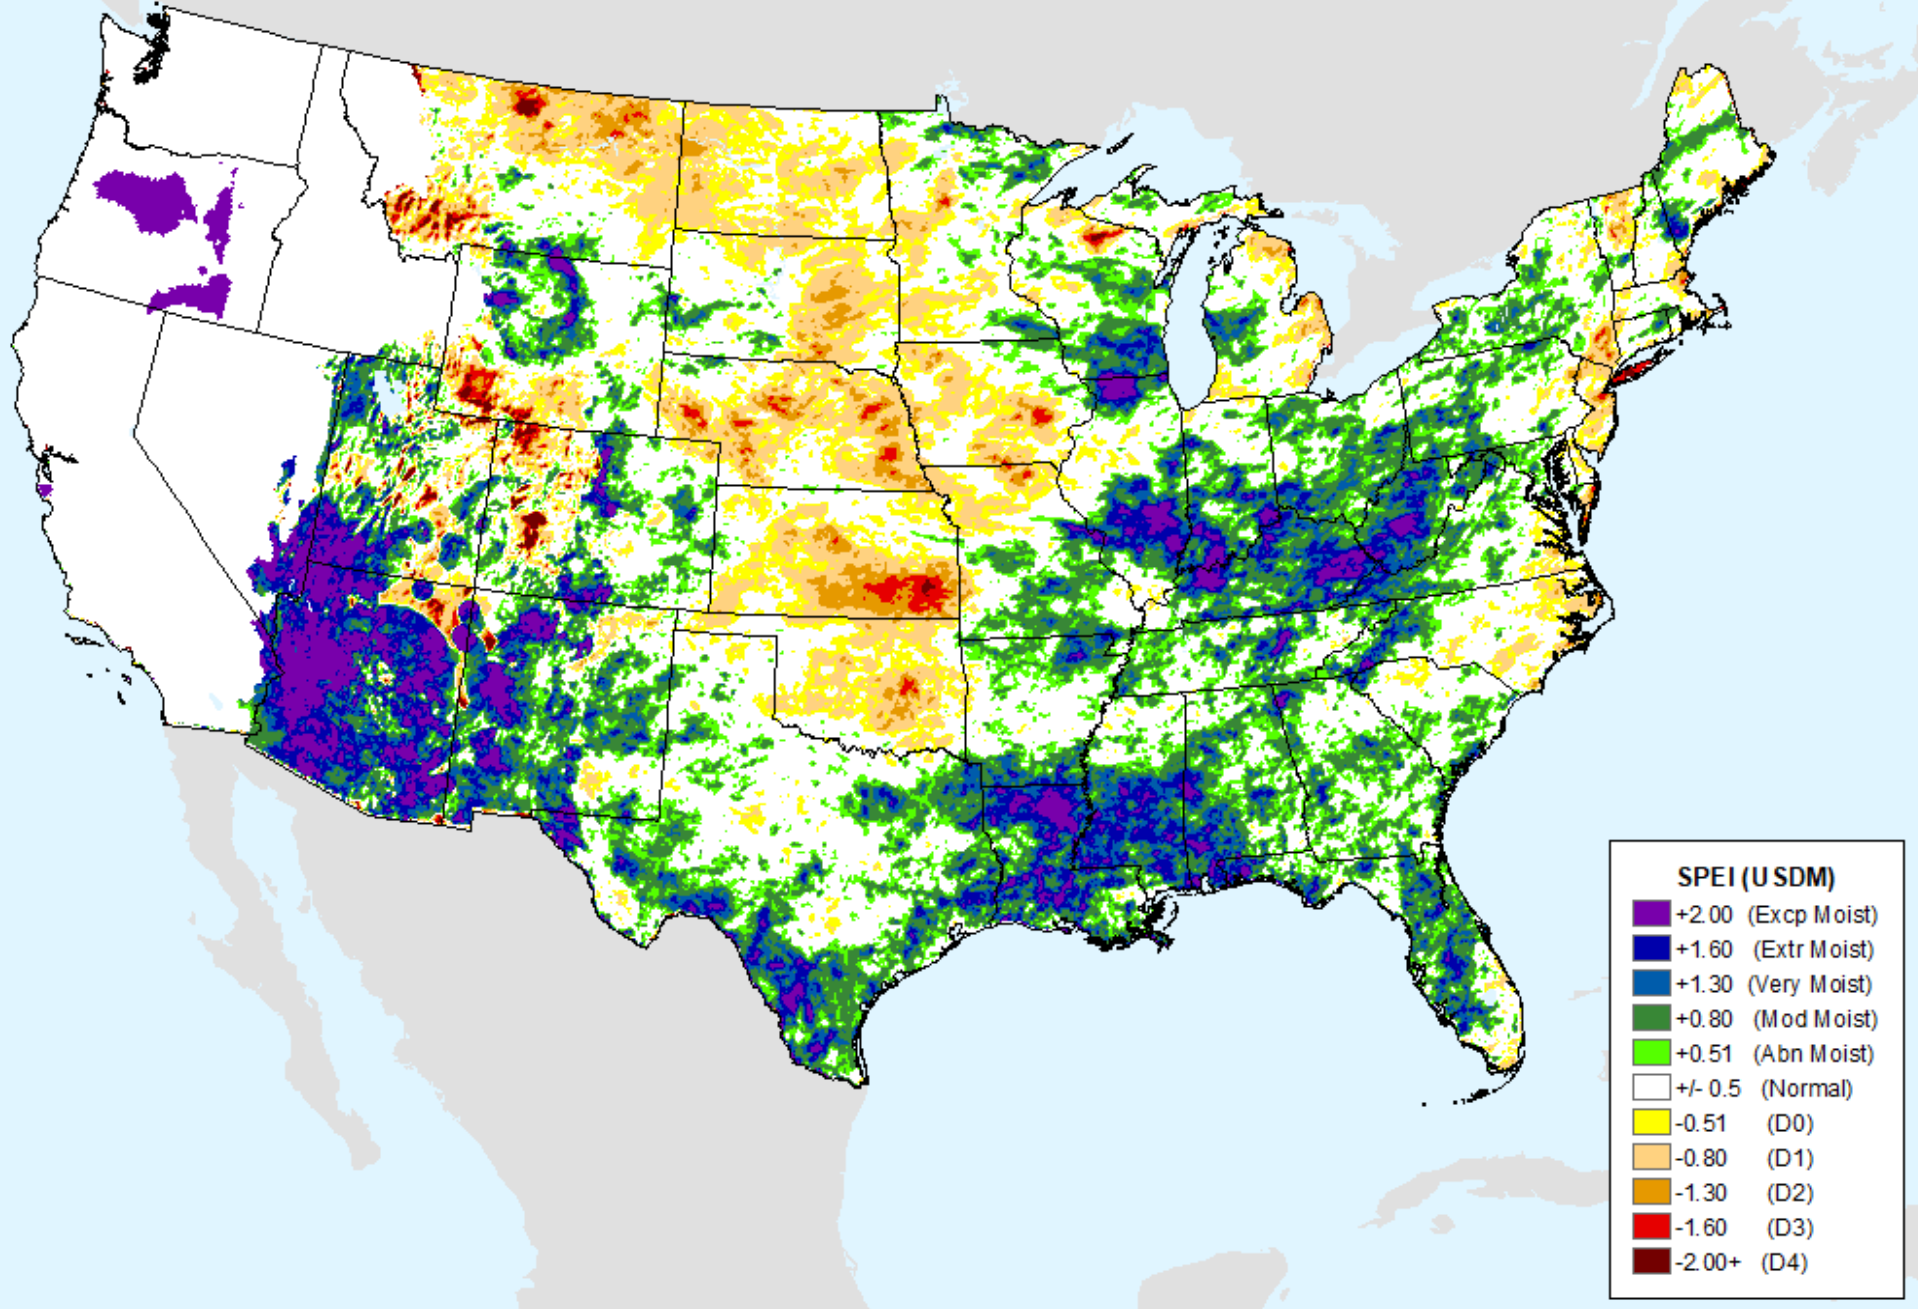 SPEI (USDM)
+2.00 (Excp Moist)
+1.60 (Extr Moist)
+1.30 (Very Moist)
+0.80 (Mod Moist)
+0.51 (Abn Moist)
+/- 0.5 (Normal)
-0.51 (D0)
-0.80 (D1)
-1.30 (D2)
-1.60 (D3)
-2.00+ (D4)